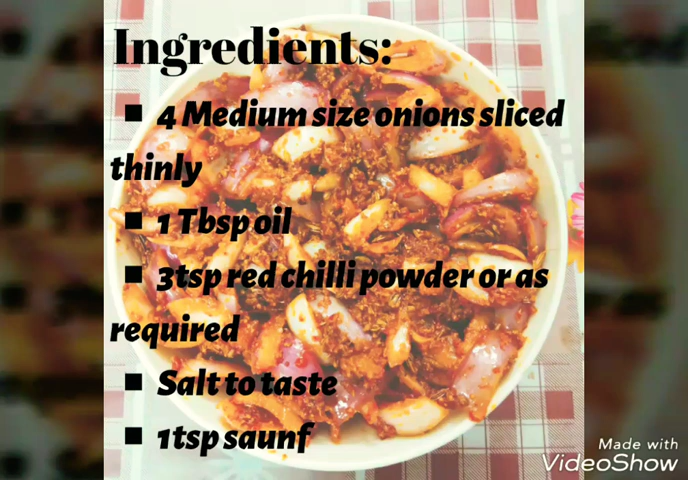 Ingredients:
▪ 4 Medium size onions sliced
thinly
▪ 1 Tbsp oil
▪ 3tsp red chilli powder or as
required
▪ Salt to taste
▪ 1tsp saunf
Made with
VideoShow